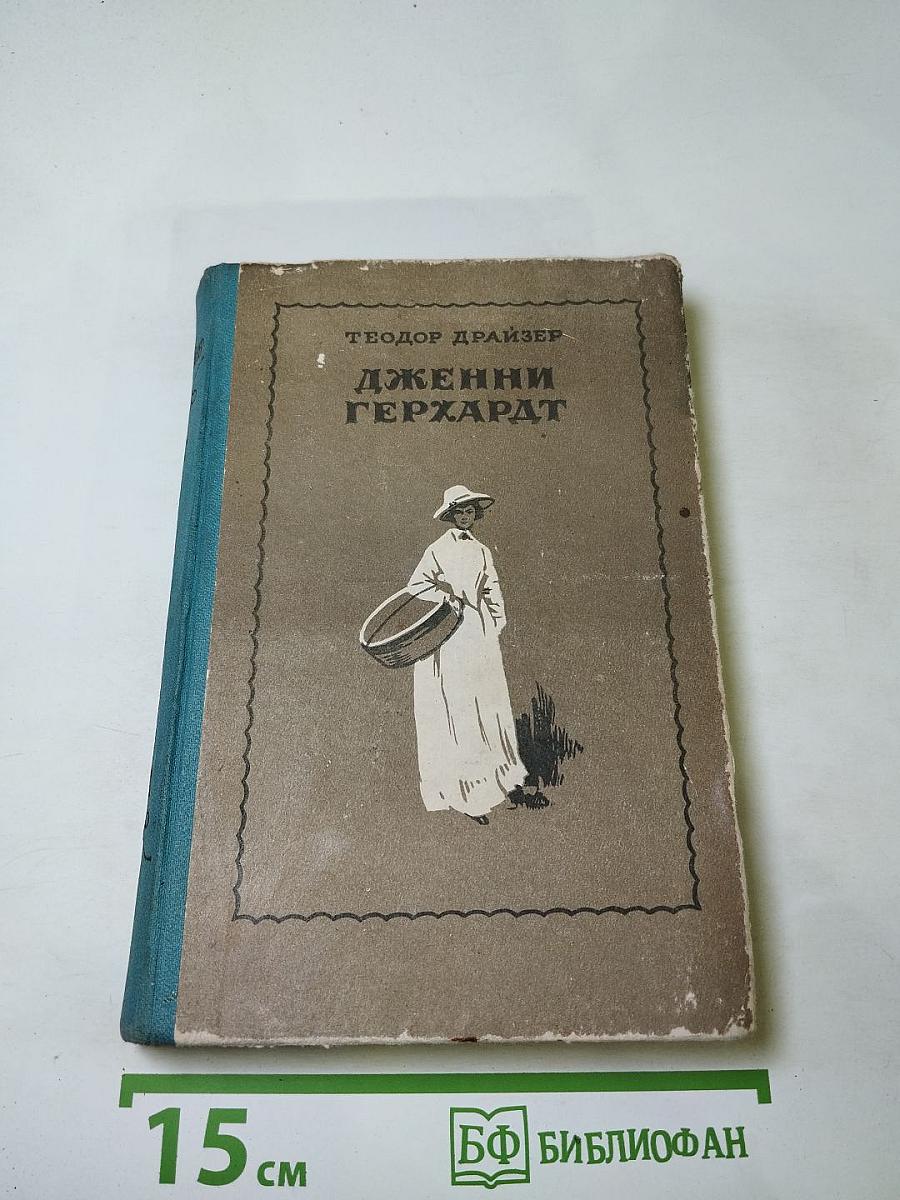 ТЕОДОР ДРАЙЗЕР
ДЖЕННИ
ГЕРХАРДТ
15 см
БФ БИБЛИОФАН